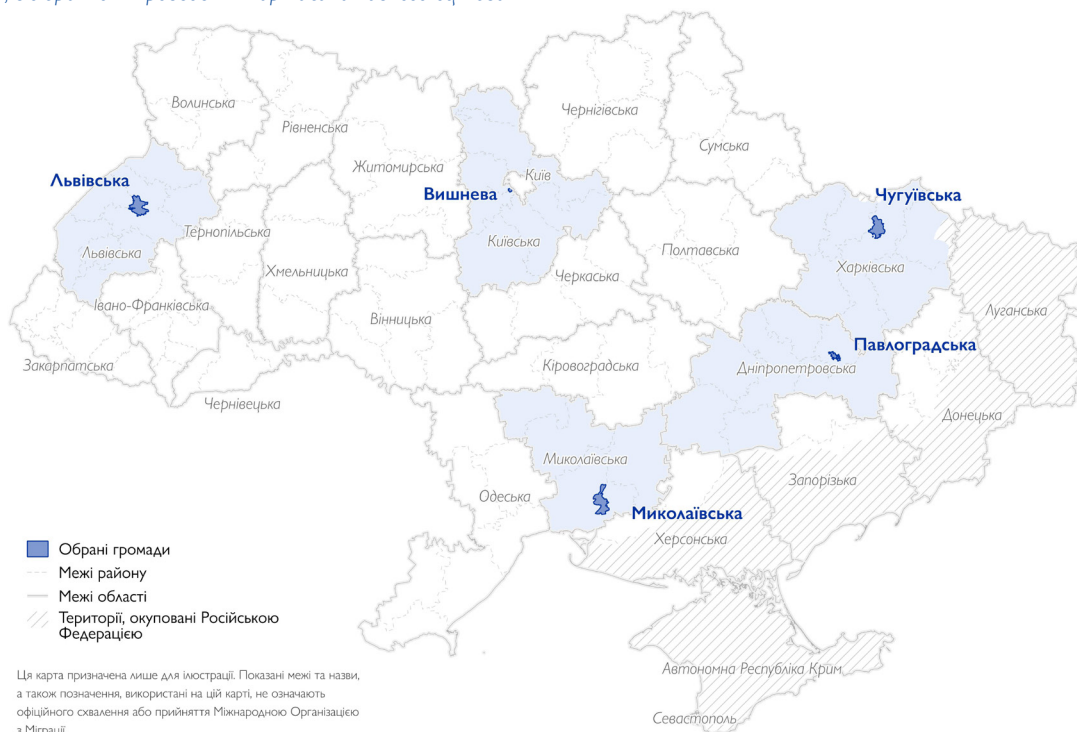 Волинська
Рівненська
Чернігівська
Сумська
Житомирська
Київ
Львівська
Вишнева
Чугуївська
Львівська
Тернопільська
Київська
Хмельницька
Полтавська
Харківська
Черкаська
Івано-Франківська
Вінницька
Луганська
Закарпатська
Кіровоградська
Дніпропетровська
Павлоградська
Чернівецька
Донецька
Миколаївська
Запорізька
Одеська
Миколаївська
Херсонська
Обрані громади
Межі району
Межі області
Території, окуповані Російською
Федерацією
Автономна Республіка Крим
Севастополь
Ця карта призначена лише для ілюстрації. Показані межі та назви,
а також позначення, використані на цій карті, не означають
офіційного схвалення або прийняття Міжнародною Організацією
з Міграції